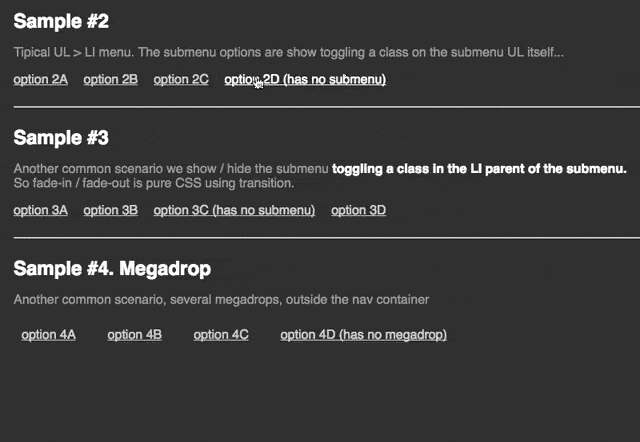 Sample #2
Tipical UL > LI menu. The submenu options are show toggling a class on the submenu UL itself...
option 2A option 2B option 2C option 2D (has no submenu)
Sample #3
Another common scenario we show / hide the submenu toggling a class in the LI parent of the submenu.
So fade-in / fade-out is pure CSS using transition.
option 3A option 3B option 3C (has no submenu) option 3D
Sample #4. Megadrop
Another common scenario, several megadrops, outside the nav container
option 4A option 4B option 4C option 4D (has no megadrop)